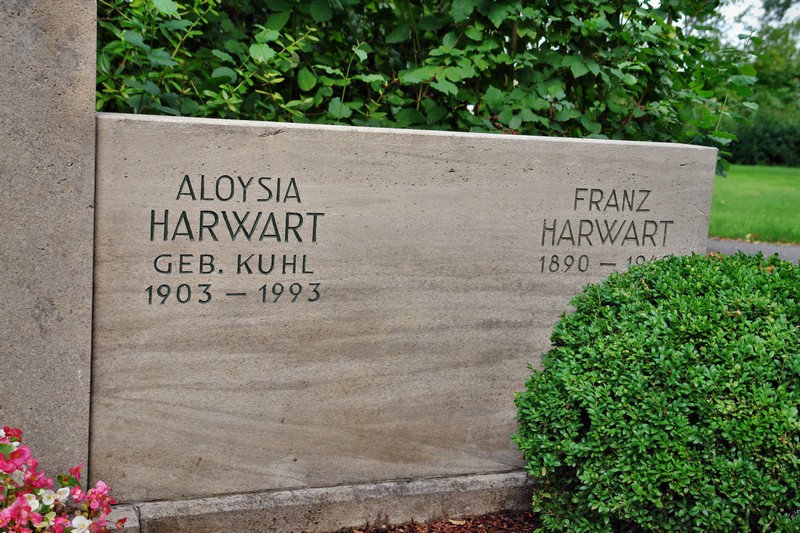 ALOYSIA
HARWART
GEB. KUHL
1903 – 1993
FRANZ
HARWART
1890 –